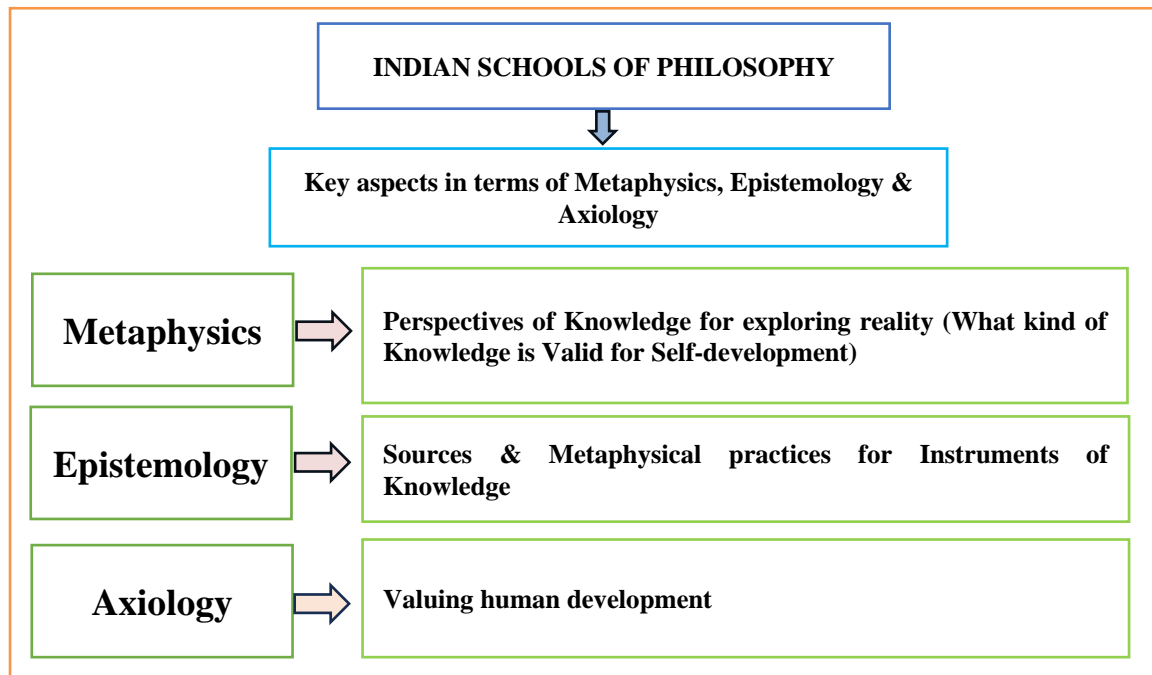 INDIAN SCHOOLS OF PHILOSOPHY
Key aspects in terms of Metaphysics, Epistemology &
Axiology
Metaphysics
Perspectives of Knowledge for exploring reality (What kind of
Knowledge is Valid for Self-development)
Epistemology
Sources & Metaphysical practices for Instruments of
Knowledge
Axiology
Valuing human development